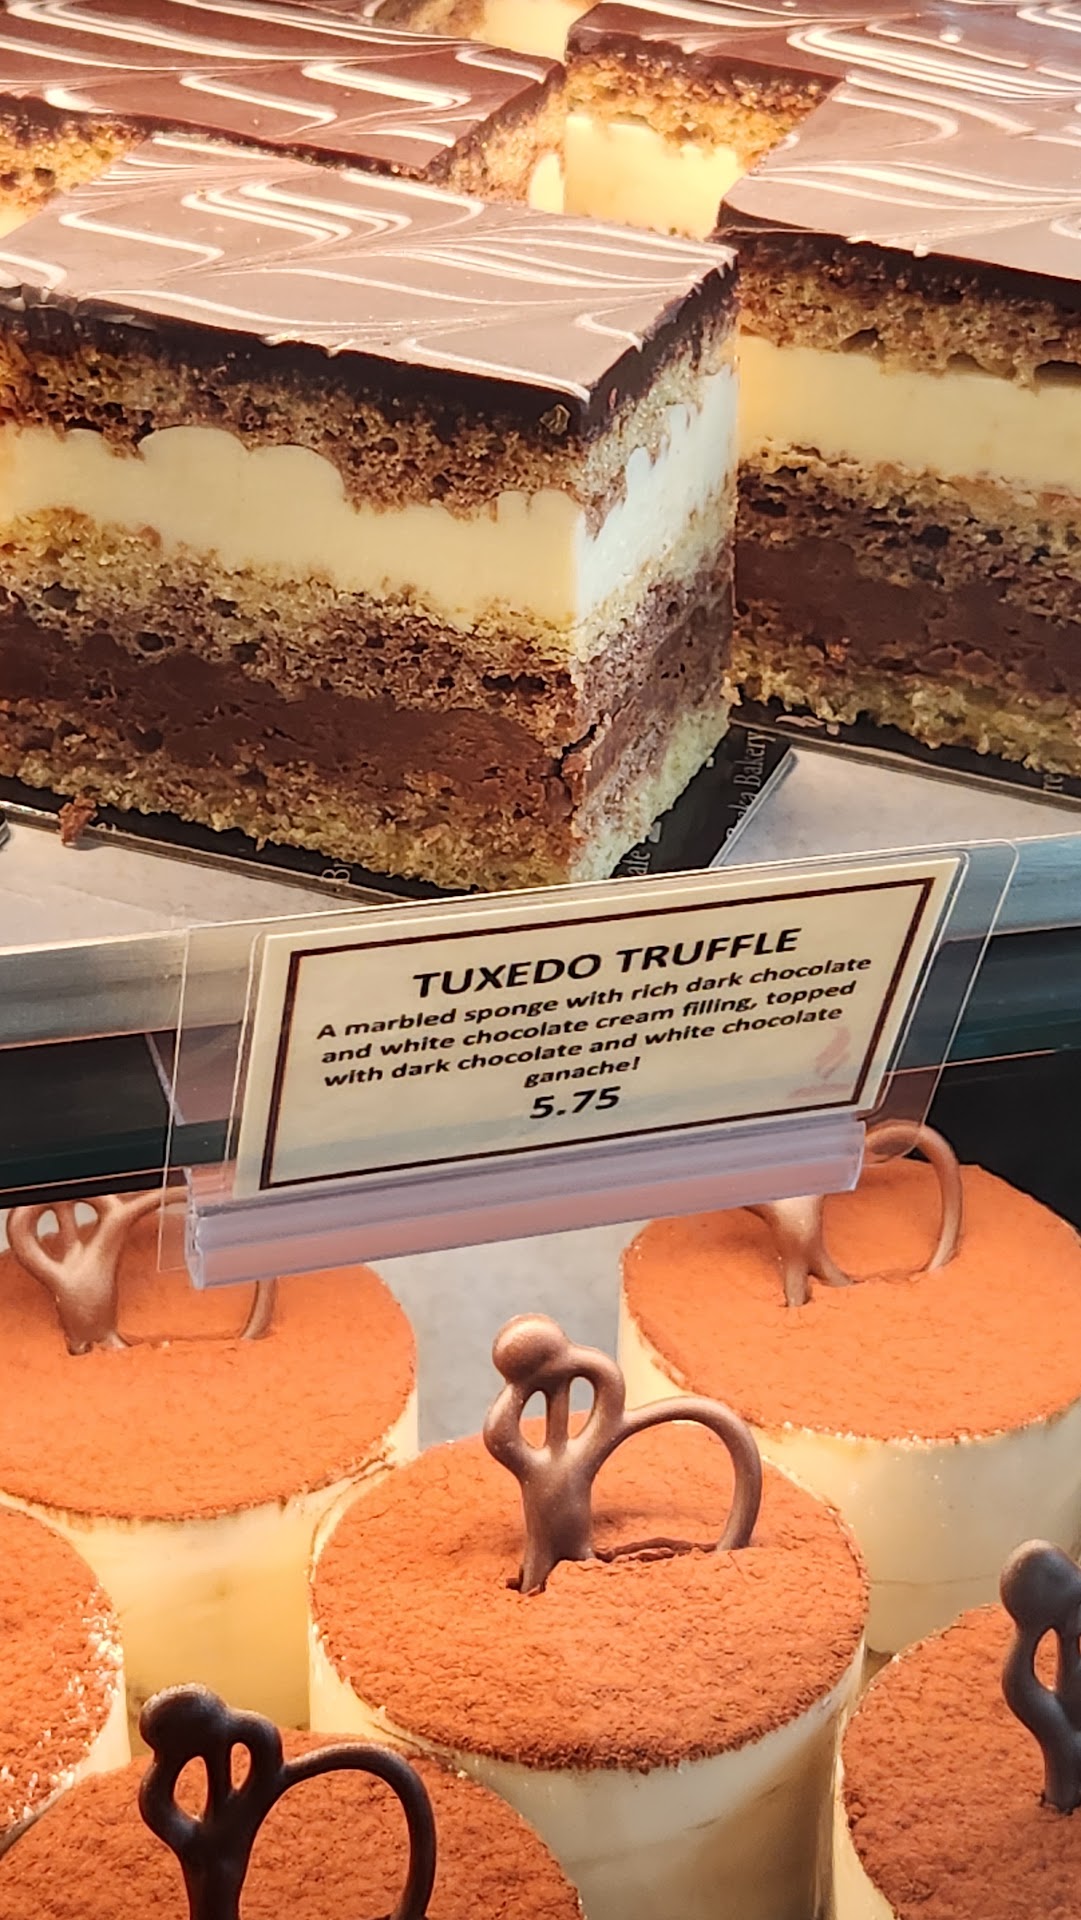 TUXEDO TRUFFLE
A marbled sponge with rich dark chocolate
and white chocolate cream filling, topped
with dark chocolate and white chocolate
ganache!
5.75
Bakery